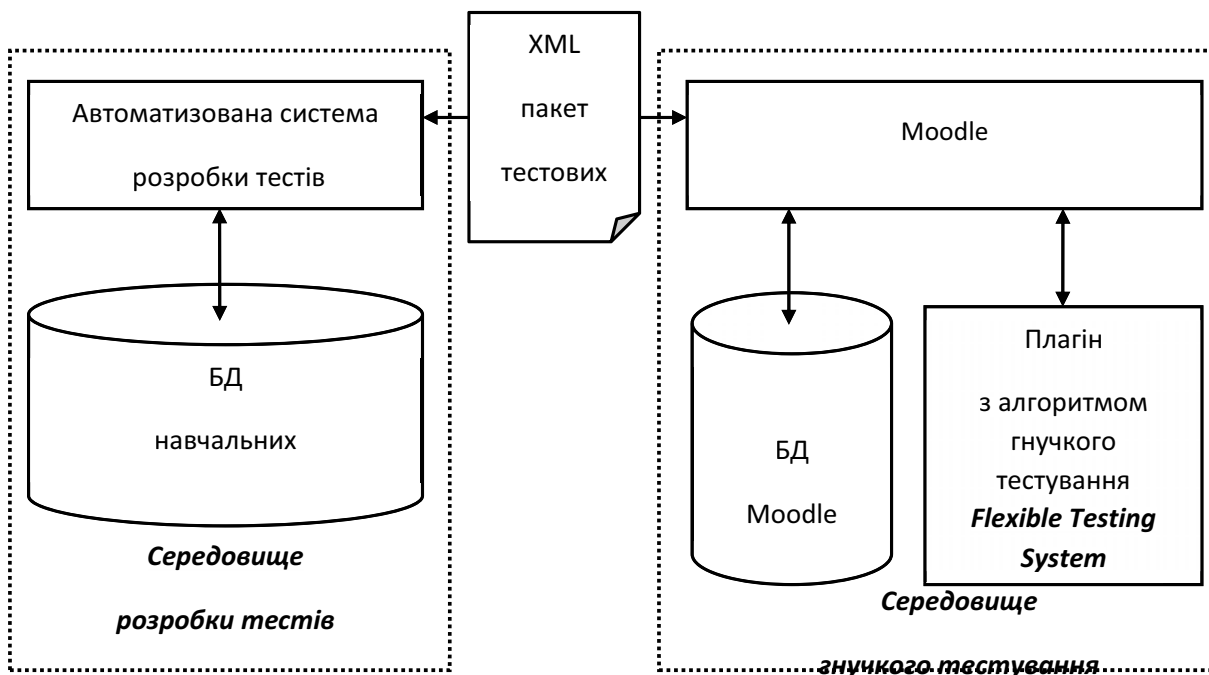 XML
пакет
тестових
Автоматизована система
розробки тестів
Moodle
БД
навчальних
БД
Moodle
Плагін
з алгоритмом
гнучкого
тестування
Flexible Testing
System
Середовище
розробки тестів
Середовище
гнучкого тестування